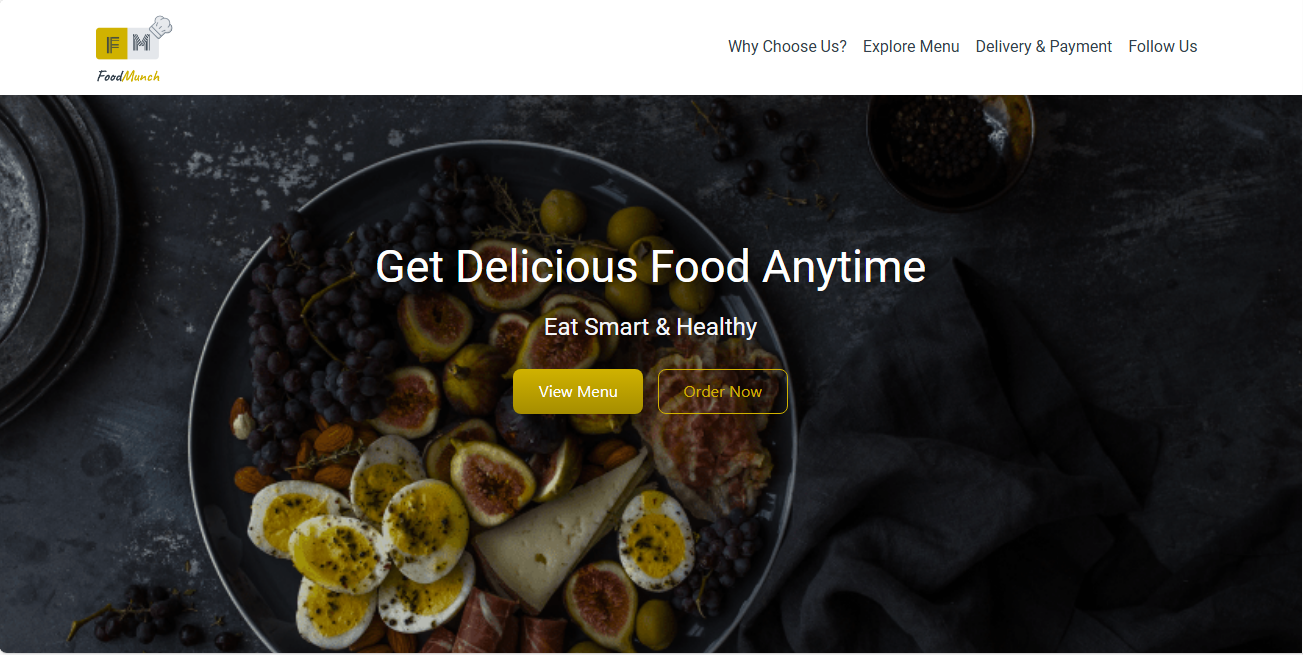 F M
FoodMunch
Why Choose Us? Explore Menu Delivery & Payment Follow Us
Get Delicious Food Anytime
Eat Smart & Healthy
View Menu Order Now